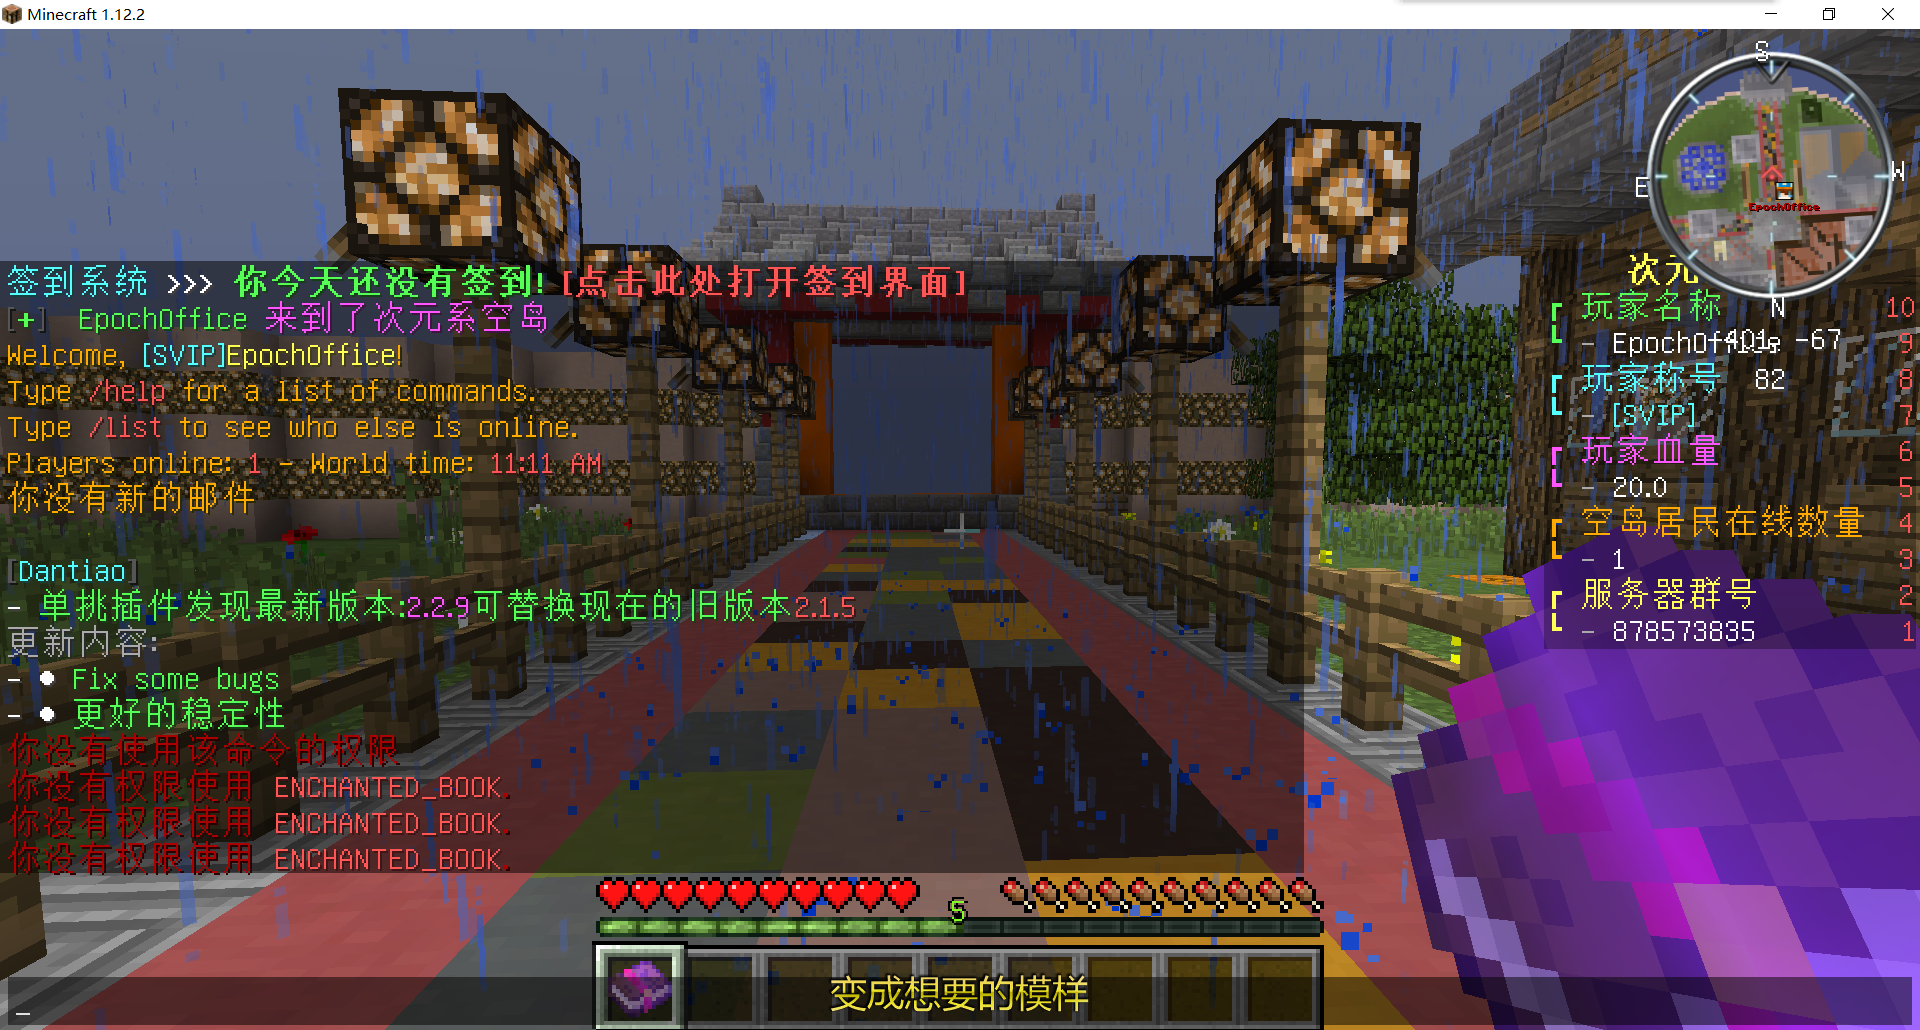 Minecraft 1.12.2
S
E
W
N
EpochOffice
签到系统 >>> 你今天还没有签到! [点击此处打开签到界面]
[+] EpochOffice 来到了次元系空岛
Welcome, [SVIP]EpochOffice!
Type /help for a list of commands.
Type /list to see who else is online.
Players online: 1 - World time: 11:11 AM
你没有新的邮件
[Dantiao]
- 单挑插件发现最新版本:2.2.9可替换现在的旧版本2.1.5
更新内容:
- ● Fix some bugs
- ● 更好的稳定性
你没有使用该命令的权限
你没有权限使用 ENCHANTED_BOOK.
你没有权限使用 ENCHANTED_BOOK.
你没有权限使用 ENCHANTED_BOOK.
次元
玩家名称 10
- EpochOffice 9
401, -67
玩家称号 8
82
- [SVIP] 7
玩家血量 6
- 20.0 5
空岛居民在线数量 4
- 1 3
服务器群号 2
- 878573835 1
5
变成想要的模样
_